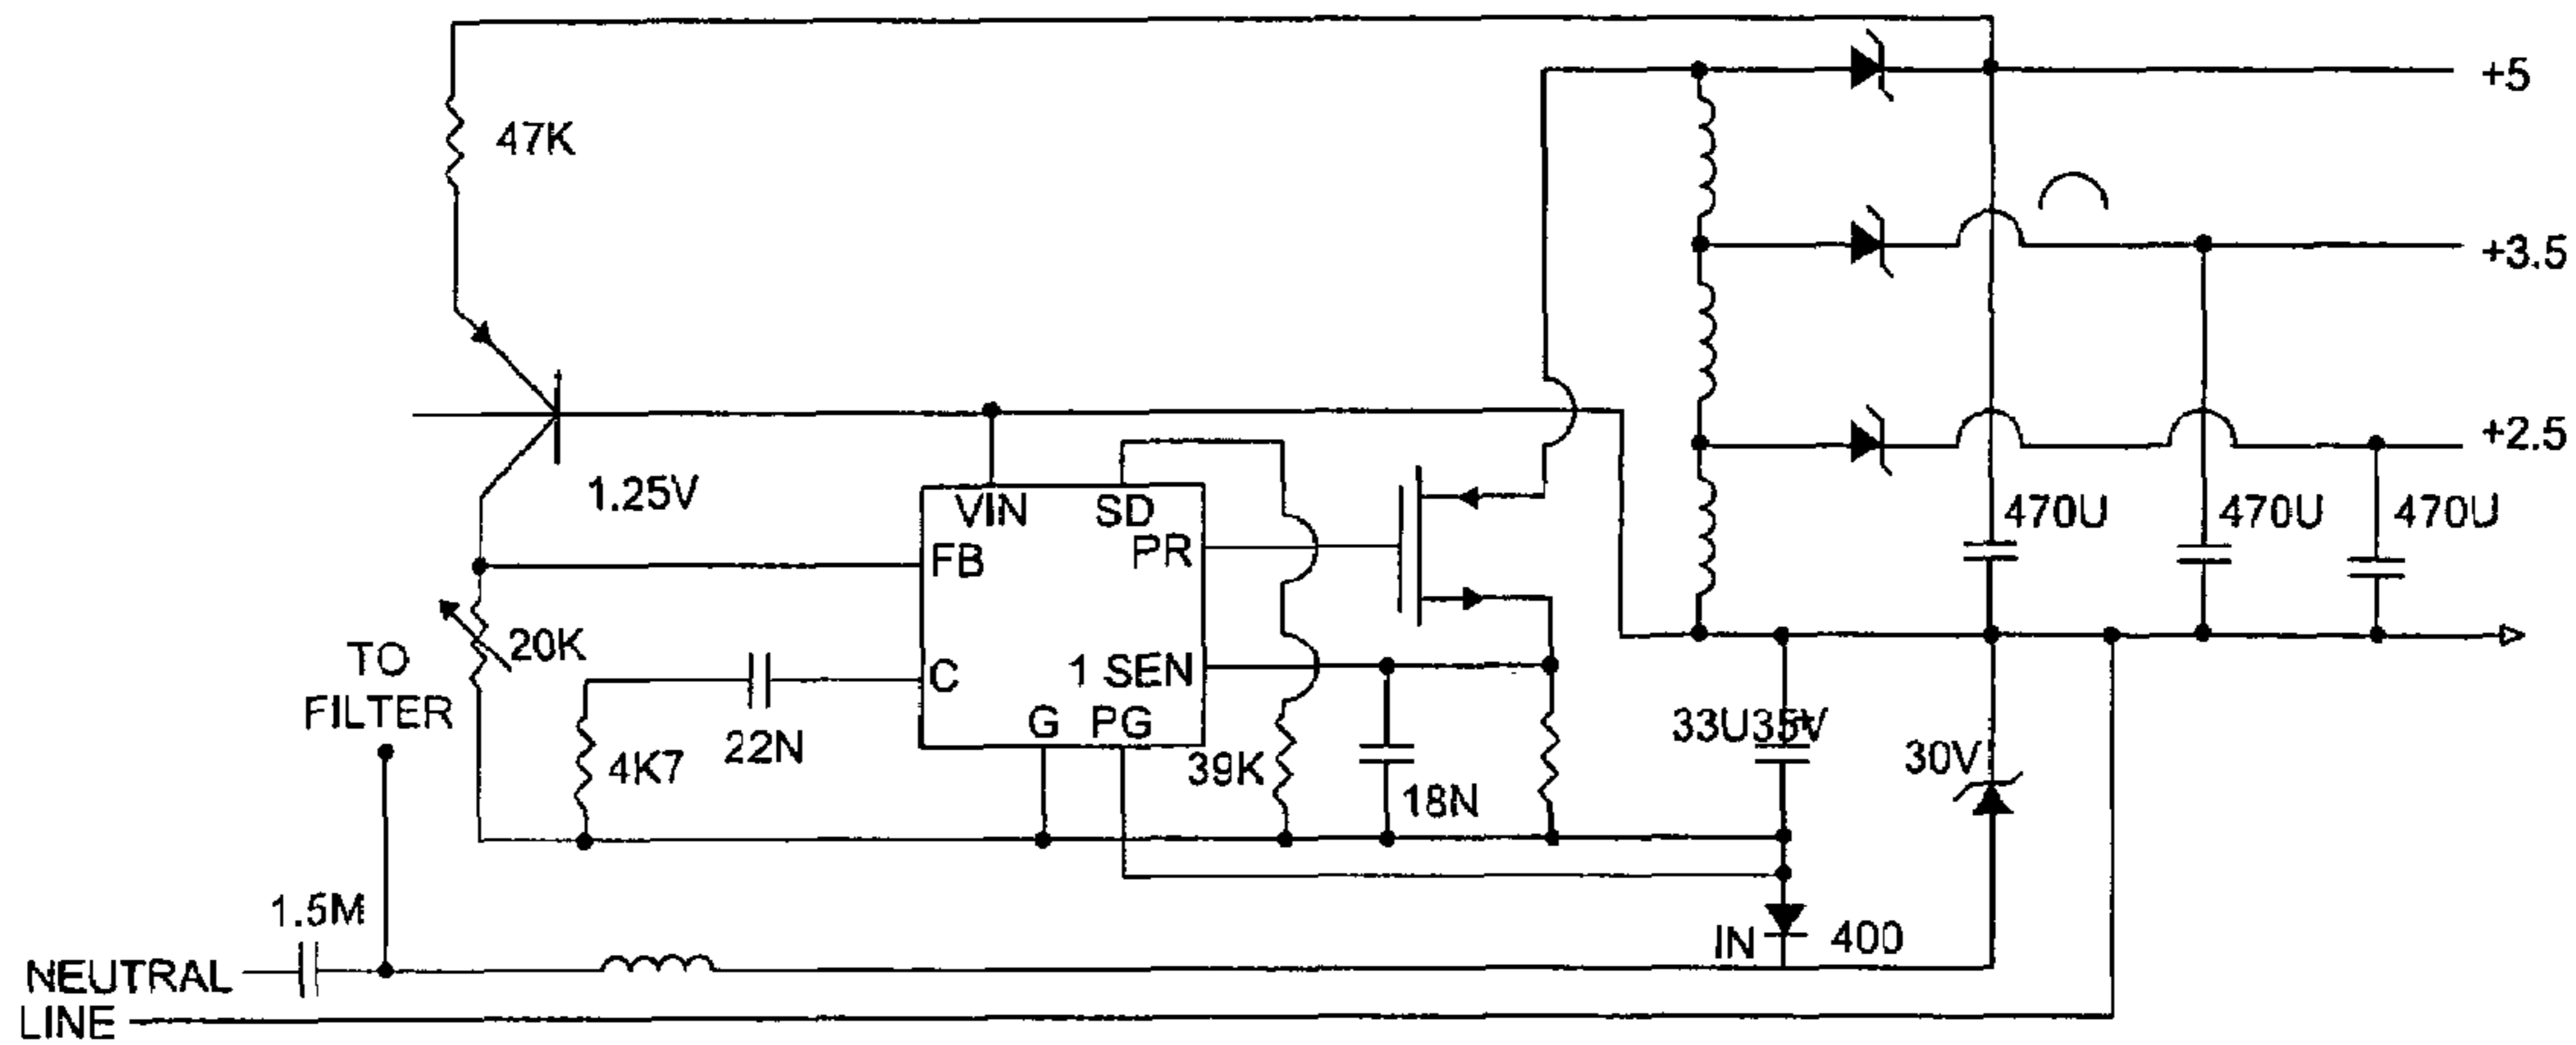 +5
47K
+3.5
+2.5
1.25V
VIN
SD
470U
470U
470U
PR
FB
20K
TO
FILTER
C
1 SEN
G
PG
22N
4K7
39K
18N
33U35V
30V
1.5M
IN
400
NEUTRAL
LINE